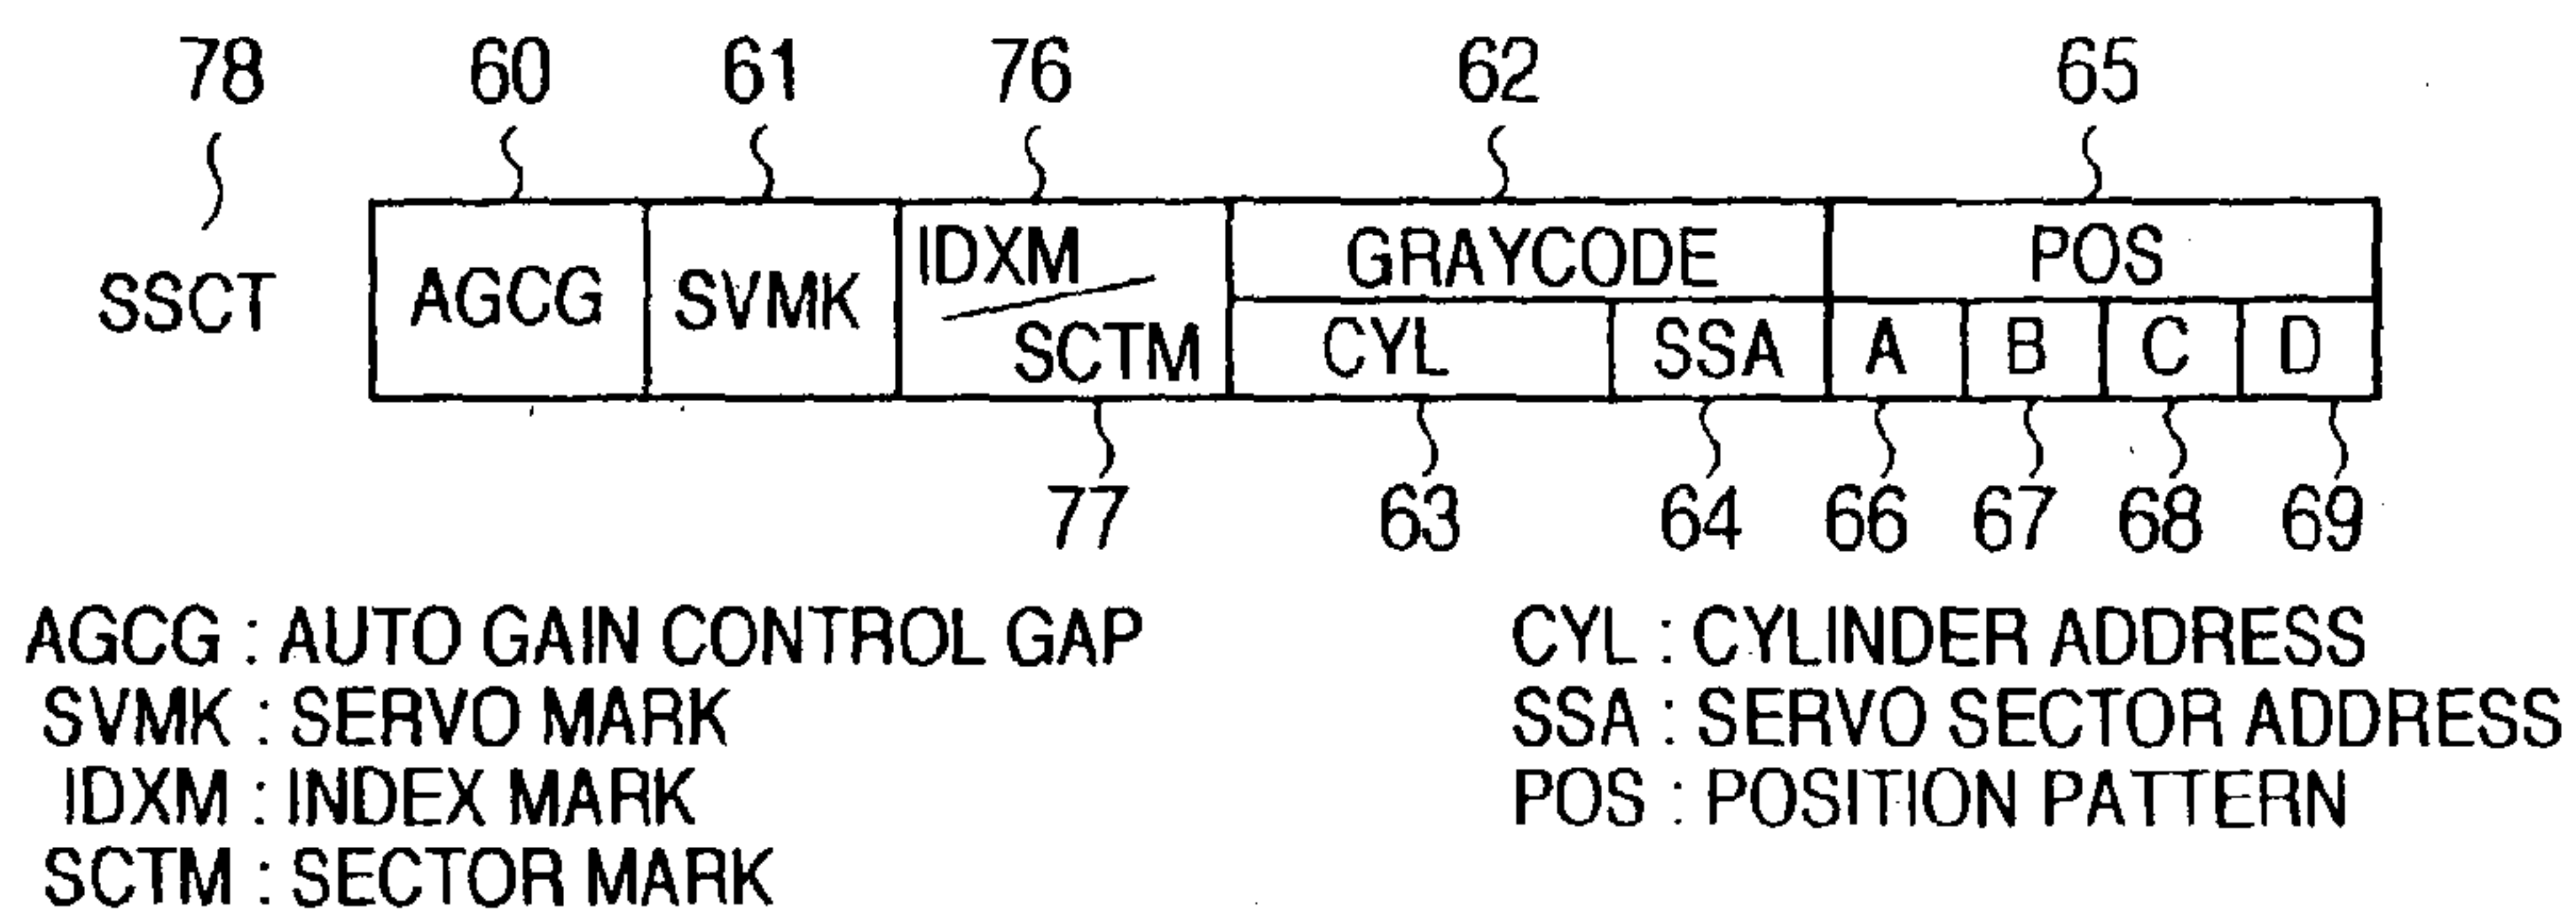 78 60 61 76 62 65
SSCT AGCG SVMK IDXM GRAYCODE POS
SCTM CYL SSA A B C D
77 63 64 66 67 68 69
AGCG : AUTO GAIN CONTROL GAP
SVMK : SERVO MARK
IDXM : INDEX MARK
SCTM : SECTOR MARK
CYL : CYLINDER ADDRESS
SSA : SERVO SECTOR ADDRESS
POS : POSITION PATTERN